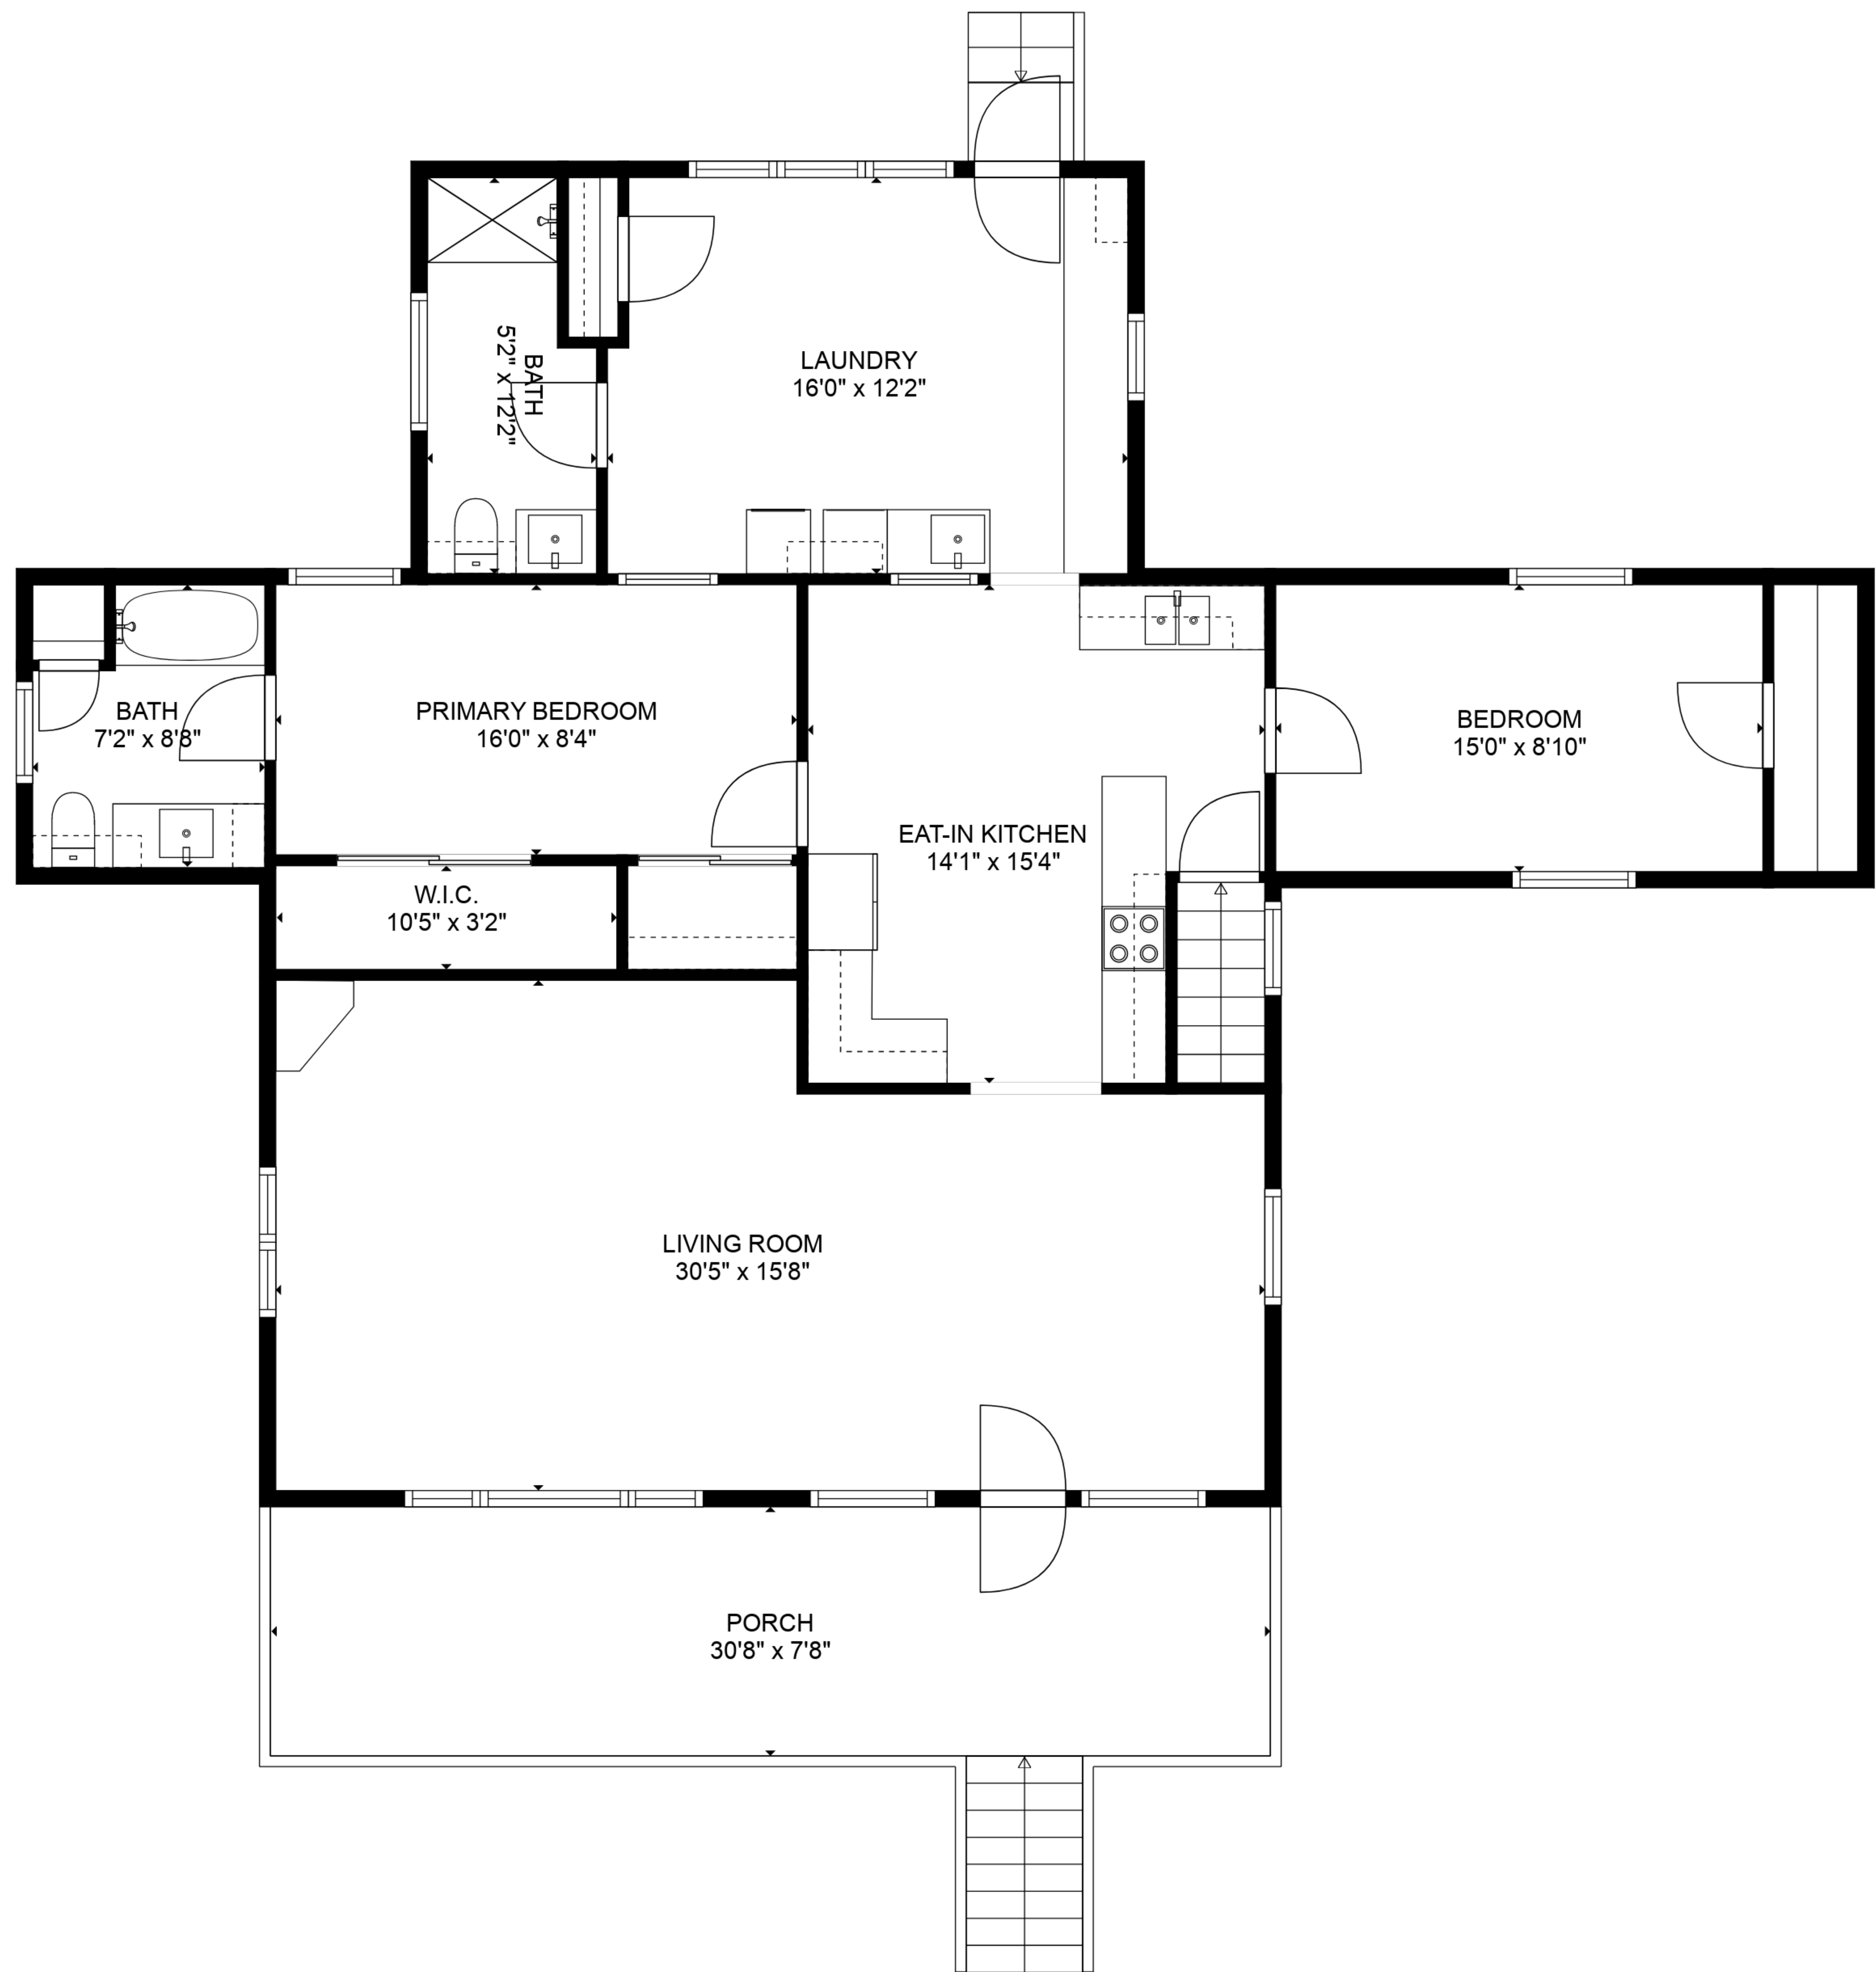 BATH
5'2" x 12'2"
LAUNDRY
16'0" x 12'2"
BATH
7'2" x 8'8"
PRIMARY BEDROOM
16'0" x 8'4"
BEDROOM
15'0" x 8'10"
EAT-IN KITCHEN
14'1" x 15'4"
W.I.C.
10'5" x 3'2"
LIVING ROOM
30'5" x 15'8"
PORCH
30'8" x 7'8"